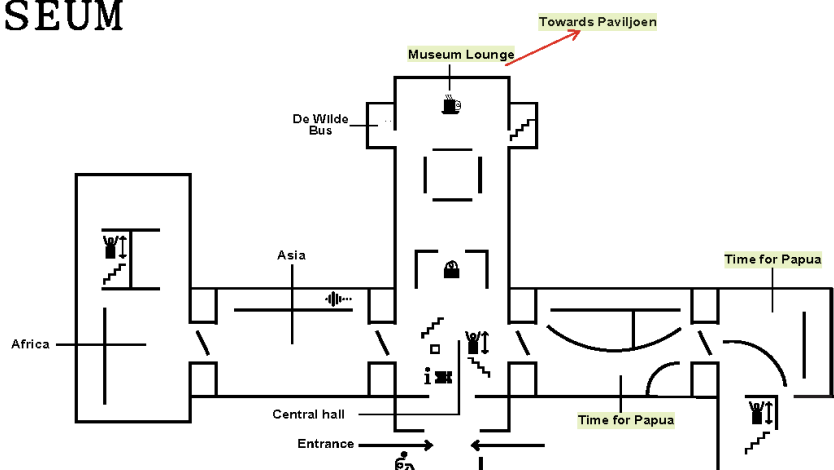 SEUM
Towards Paviljoen
Museum Lounge
De Wilde
Bus
Asia
Time for Papua
Africa
i
Central hall
Time for Papua
Entrance